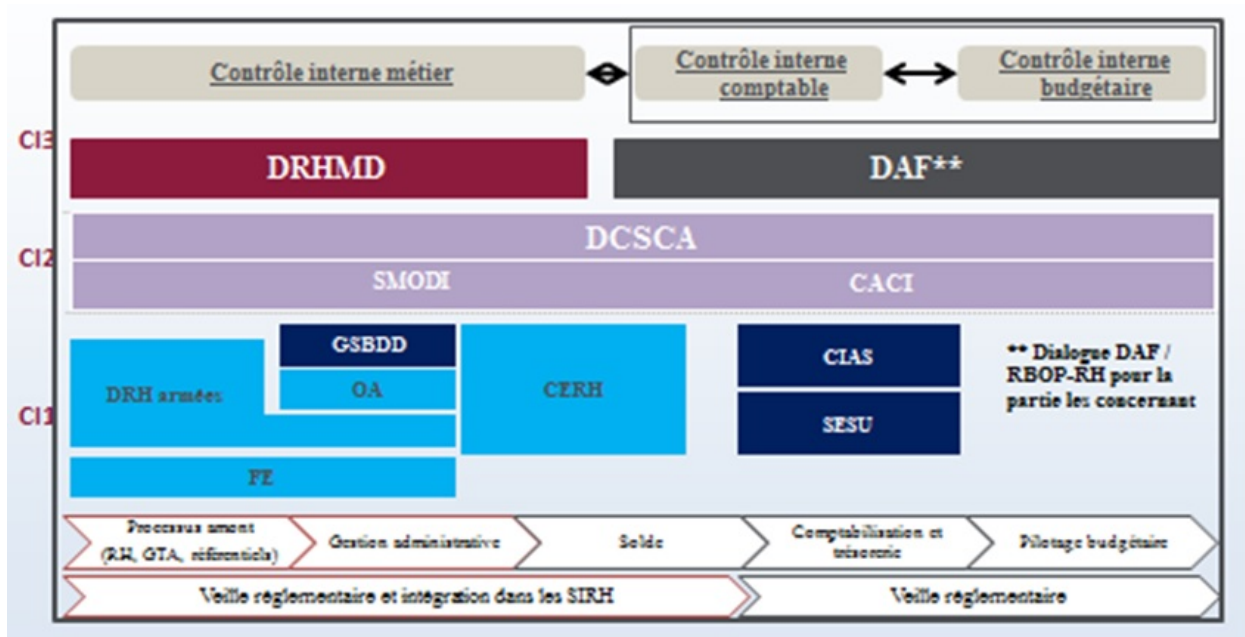 Contrôle interne métier
Contrôle interne
comptable
Contrôle interne
budgétaire
CI3
DRHMD
DAF**
CI2
DCSCA
SMODI
CACI
CI1
DRH armées
GSBDD
OA
CERH
CIAS
SESU
** Dialogue DAF /
RBOP-RH pour la
partie les concernant
FE
Processus amont
(RH, GTA, référentiels)
Gestion administrative
Solde
Comptabilisation et
trésorerie
Pilotage budgétaire
Veille réglementaire et intégration dans les SIRH
Veille réglementaire